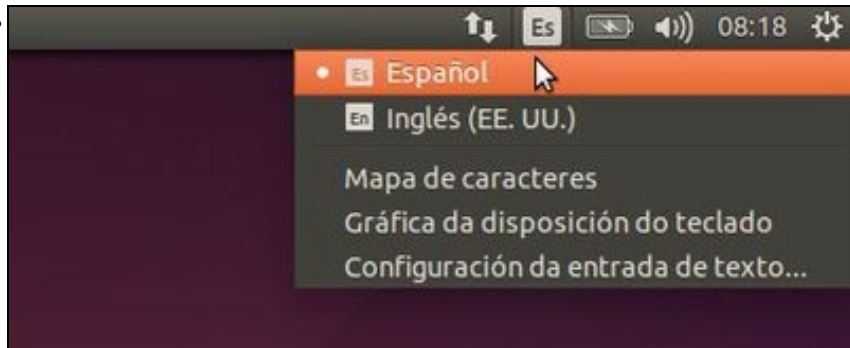 Es 08:18
Es Español
En Inglés (EE. UU.)
Mapa de caracteres
Gráfica da disposición do teclado
Configuración da entrada de texto...